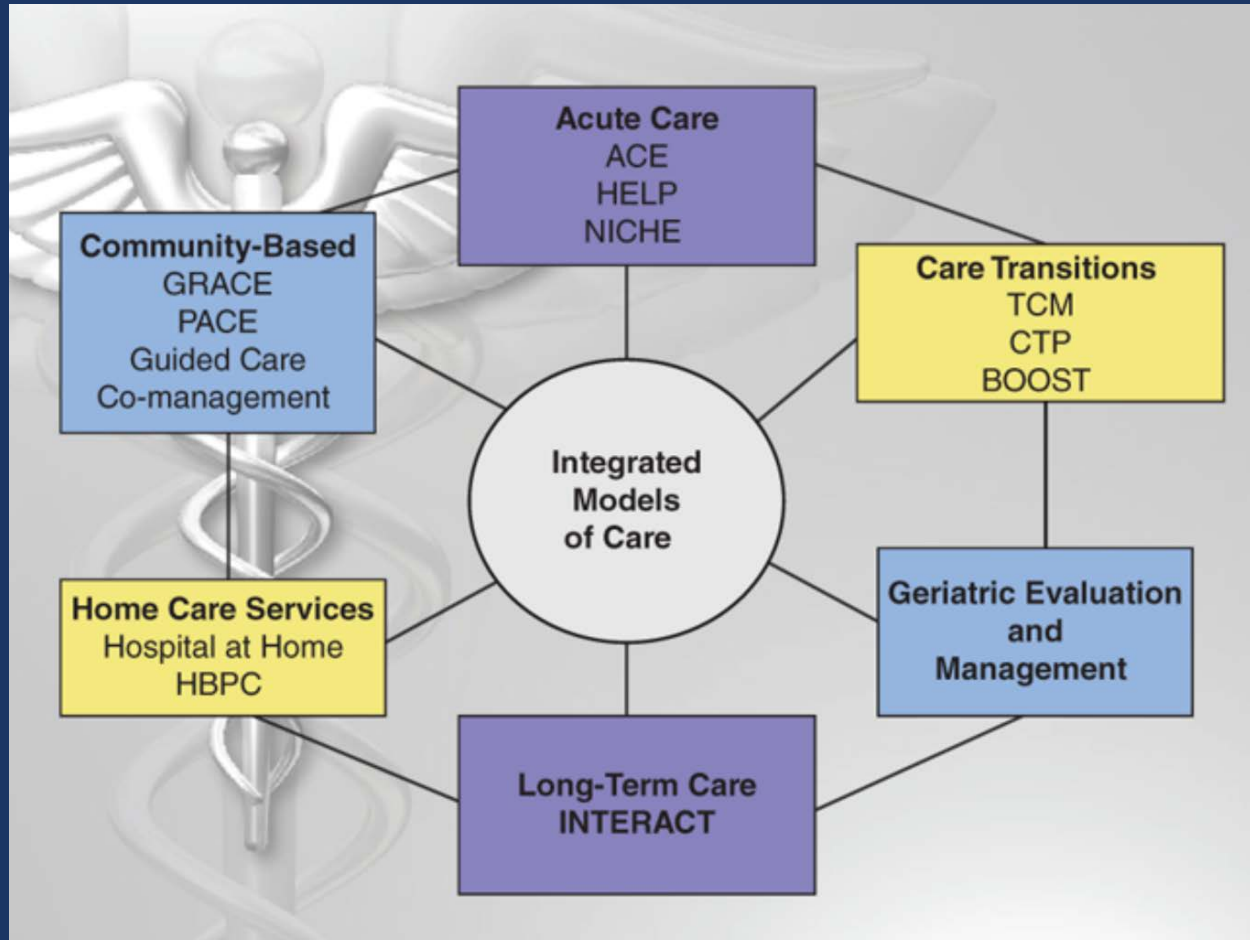 Acute Care
ACE
HELP
NICHE
Community-Based
GRACE
PACE
Guided Care
Co-management
Care Transitions
TCM
CTP
BOOST
Integrated
Models
of Care
Home Care Services
Hospital at Home
HBPC
Geriatric Evaluation
and
Management
Long-Term Care
INTERACT